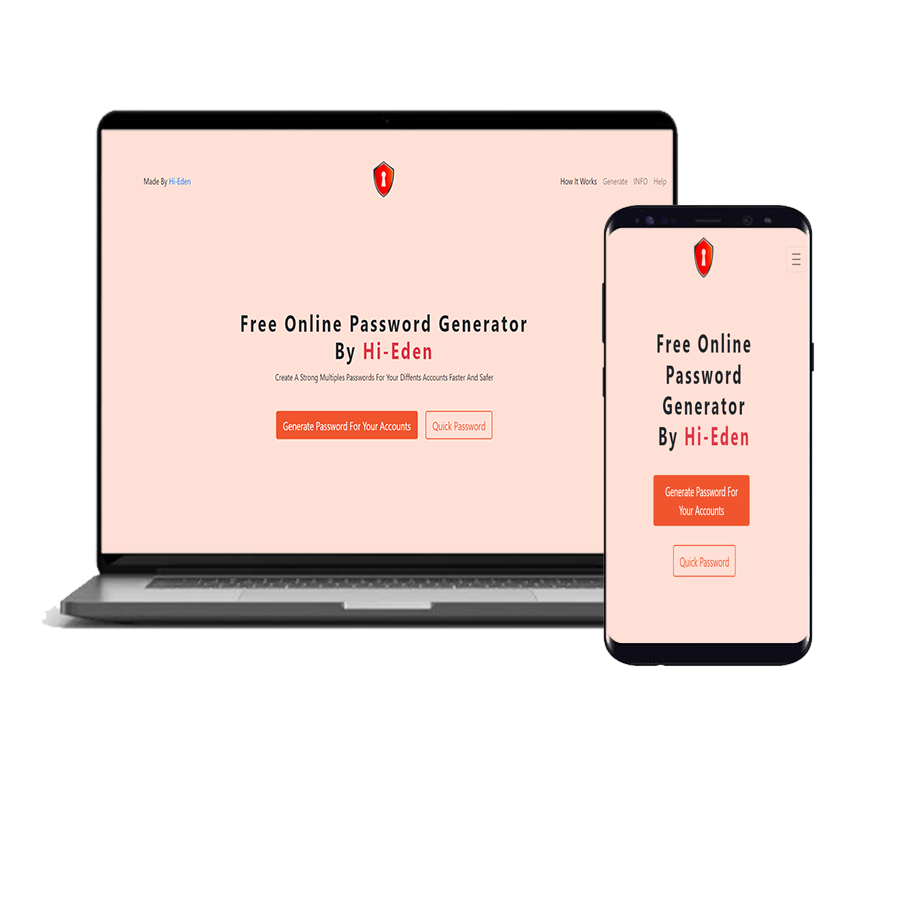 Made By Hi-Eden
How It Works Generate INFO Help
Free Online Password Generator
By Hi-Eden
Create A Strong Multiples Passwords For Your Diffents Accounts Faster And Safer
Generate Password For Your Accounts
Quick Password
Free Online
Password
Generator
By Hi-Eden
Generate Password For
Your Accounts
Quick Password